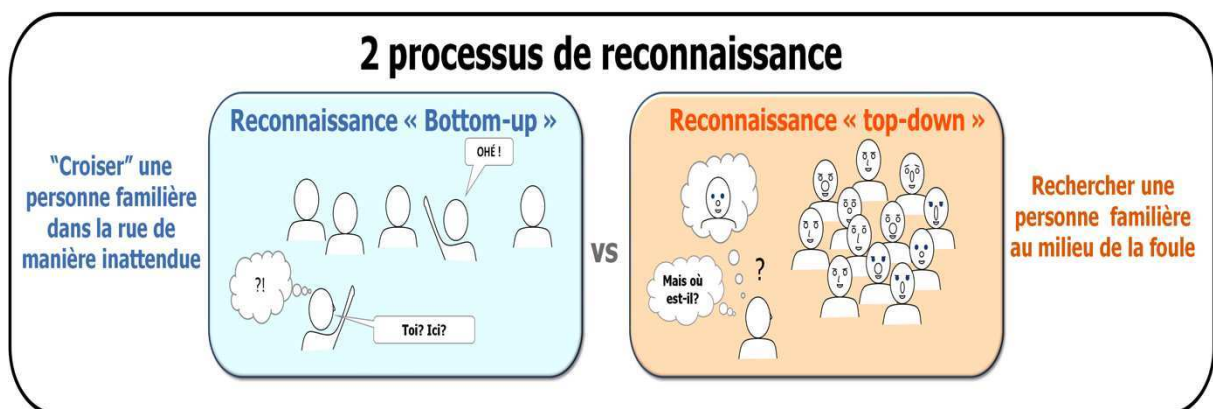 2 processus de reconnaissance
"Croiser" une
personne familière
dans la rue de
manière inattendue
Reconnaissance « Bottom-up »
OHÉ !
?!
Toi? Ici?
vs
Reconnaissance « top-down »
Mais où
est-il?
?
Rechercher une
personne familière
au milieu de la foule